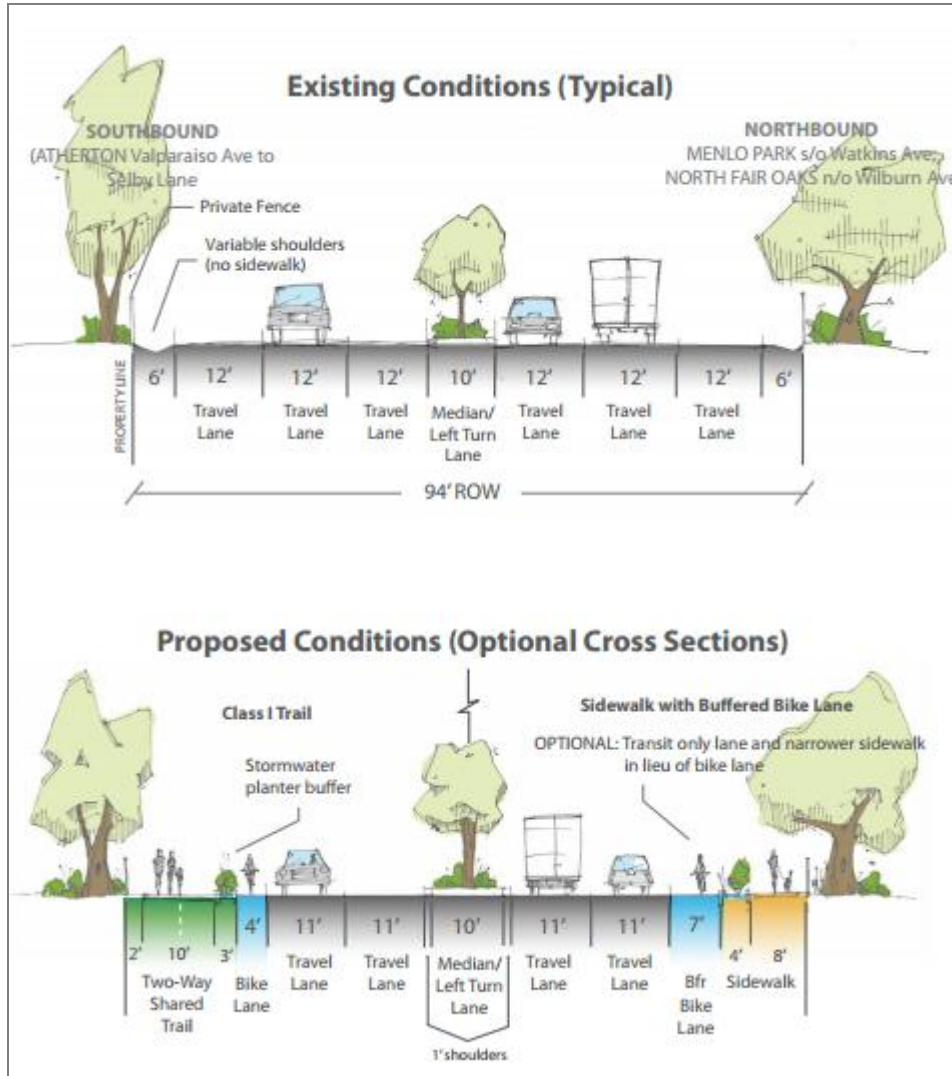 Existing Conditions (Typical)
SOUTHBOUND
(ATHERTON Valparaiso Ave to
Selby Lane
NORTHBOUND
MENLO PARK s/o Watkins Ave;
NORTH FAIR OAKS n/o Wilburn Ave
Private Fence
Variable shoulders
(no sidewalk)
PROPERTY LINE
6' 12' 12' 12' 10' 12' 12' 12' 6'
Travel Lane
Travel Lane
Travel Lane
Median/
Left Turn
Lane
Travel Lane
Travel Lane
Travel Lane
94' ROW
Proposed Conditions (Optional Cross Sections)
Class I Trail
Stormwater
planter buffer
Sidewalk with Buffered Bike Lane
OPTIONAL: Transit only lane and narrower sidewalk
in lieu of bike lane
2' 10' 3' 4' 11' 11' 10' 11' 11' 7' 4' 8'
Two-Way
Shared
Trail
Bike
Lane
Travel
Lane
Travel
Lane
Median/
Left Turn
Lane
Travel
Lane
Travel
Lane
Bfr
Bike
Lane
Sidewalk
1' shoulders